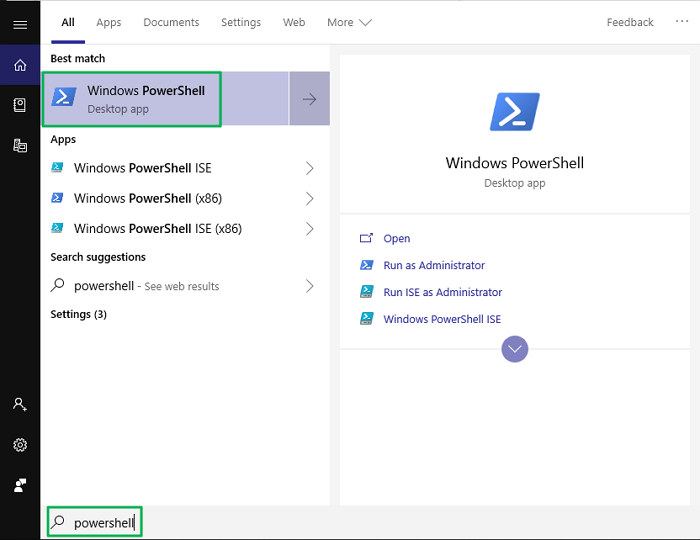 All Apps Documents Settings Web More Feedback ...
Best match
Windows PowerShell
Desktop app
Apps
Windows PowerShell ISE
Windows PowerShell (x86)
Windows PowerShell ISE (x86)
Search suggestions
powershell - See web results
Settings (3)
Windows PowerShell
Desktop app
Open
Run as Administrator
Run ISE as Administrator
Windows PowerShell ISE
powershell